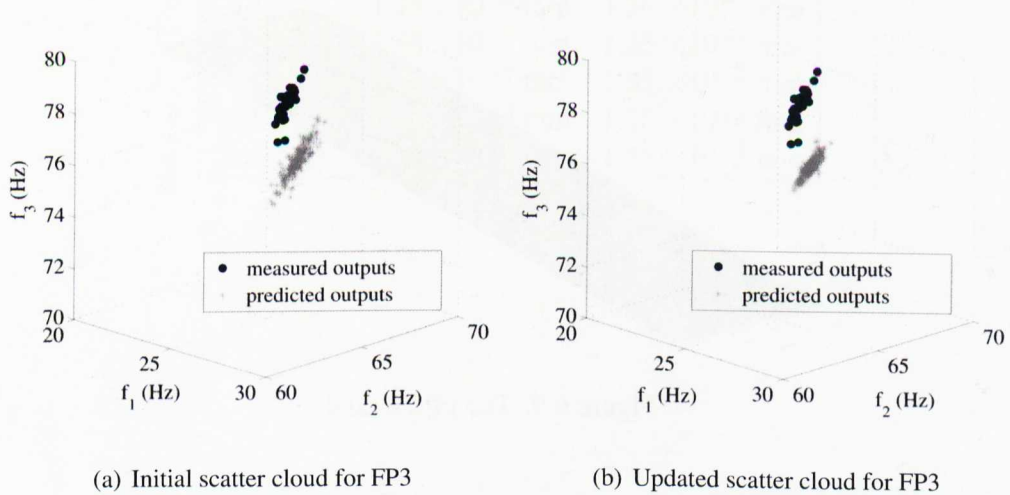 80
78
76
74
72
70
f3 (Hz)
20
25
30
f1 (Hz)
60
65
70
f2 (Hz)
measured outputs
predicted outputs
(a) Initial scatter cloud for FP3
80
78
76
74
72
70
f3 (Hz)
20
25
30
f1 (Hz)
60
65
70
f2 (Hz)
measured outputs
predicted outputs
(b) Updated scatter cloud for FP3